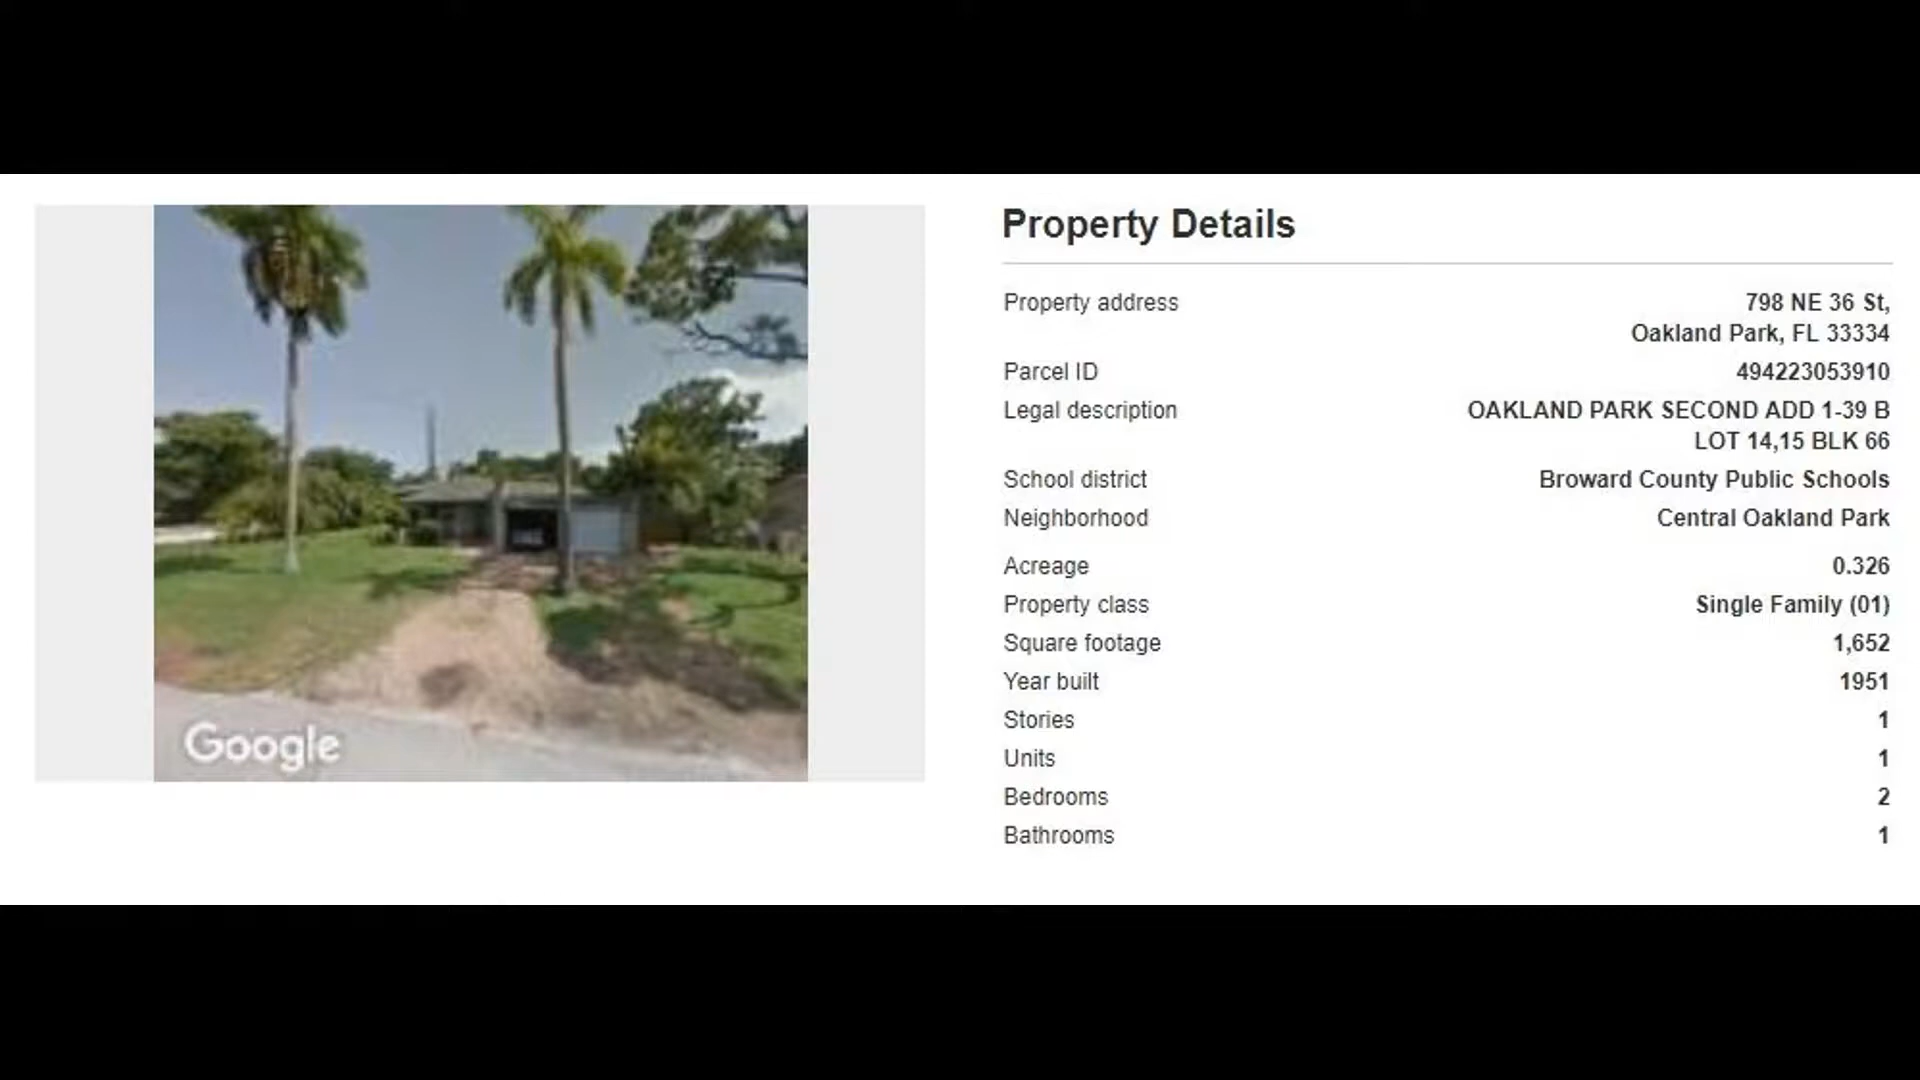 Property Details
Property address 798 NE 36 St,
Oakland Park, FL 33334
Parcel ID 494223053910
Legal description OAKLAND PARK SECOND ADD 1-39 B
LOT 14,15 BLK 66
School district Broward County Public Schools
Neighborhood Central Oakland Park
Acreage 0.326
Property class Single Family (01)
Square footage 1,652
Year built 1951
Stories 1
Units 1
Bedrooms 2
Bathrooms 1
Google